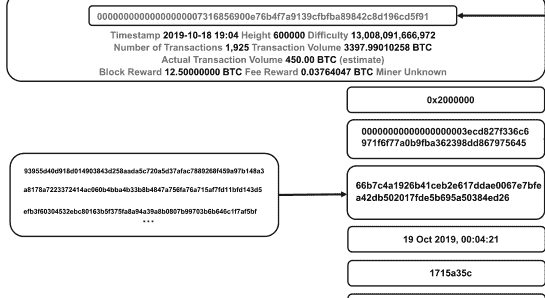 00000000000000000007316856900e76b4f7a9139cfbfba89842c8d196cd5f91
Timestamp 2019-10-18 19:04 Height 600000 Difficulty 13,008,091,666,972
Number of Transactions 1,925 Transaction Volume 3397.99010258 BTC
Actual Transaction Volume 450.00 BTC (estimate)
Block Reward 12.50000000 BTC Fee Reward 0.03764047 BTC Miner Unknown
0x2000000
00000000000000000003ecd827f336c6
971f6f77a0b9fba362398dd867975645
93955d40d918d014903843d258aada5c720a5d37afac7889268f459a97b148a3
a8178a7223372414ac060b4bba4b33b8b4847a756fa76a715af7fd11bfd143d5
efb3f60304532ebc80163b5f375fa8a94a39a8b0807b99703b6b646c1f7af5bf
...
66b7c4a1926b41ceb2e617ddae0067e7bfe
a42db502017fde5b695a50384ed26
19 Oct 2019, 00:04:21
1715a35c